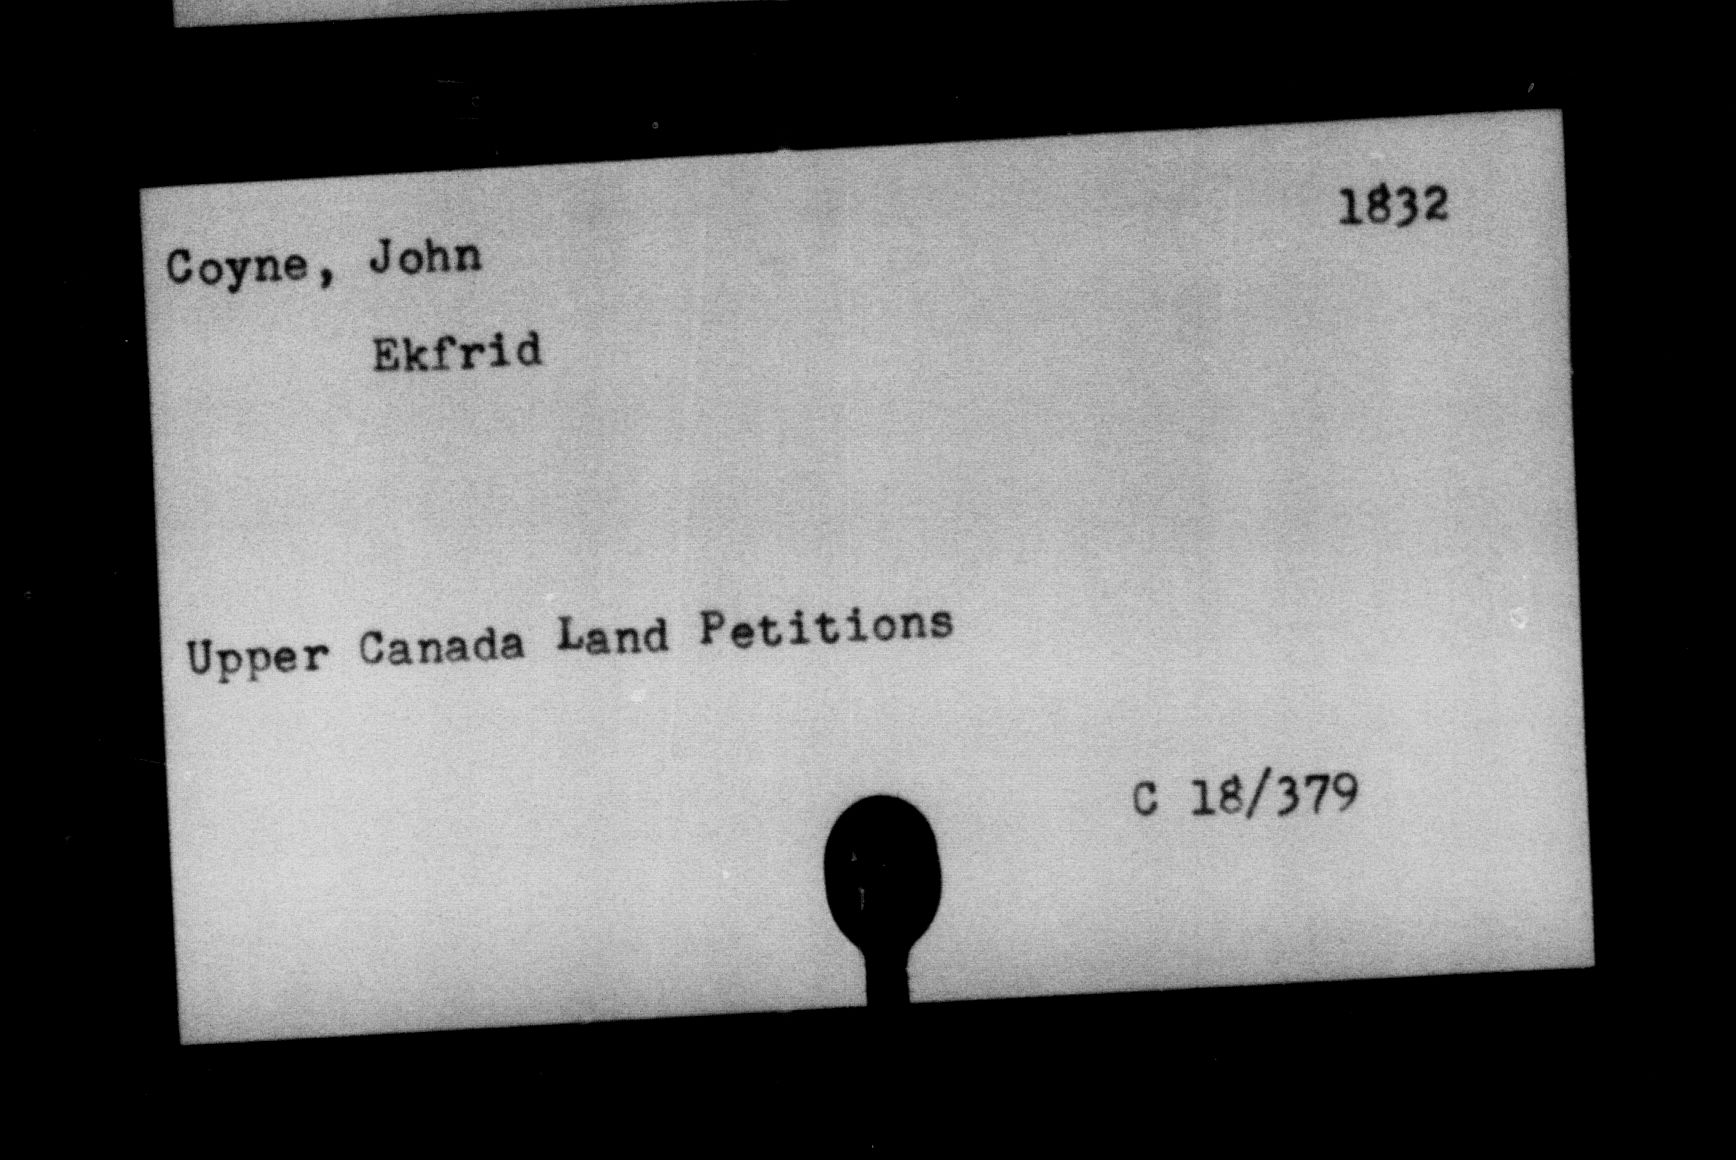 1832
Coyne, John
Ekfrid
Upper Canada Land Petitions
C 18/379